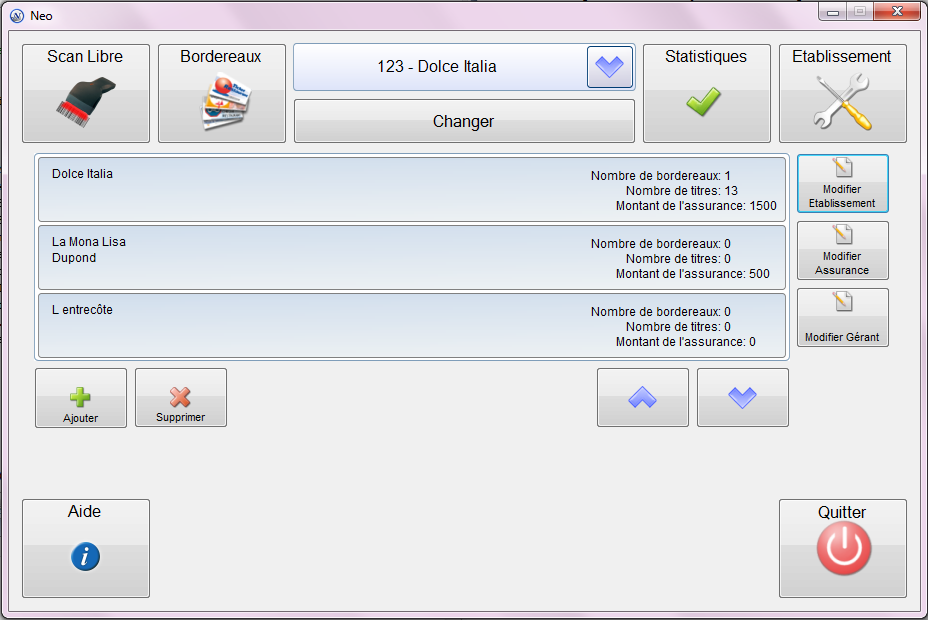 Neo
Scan Libre
Bordereaux
123 - Dolce Italia
Changer
Statistiques
Etablissement
Dolce Italia
Nombre de bordereaux: 1
Nombre de titres: 13
Montant de l'assurance: 1500
La Mona Lisa
Dupond
Nombre de bordereaux: 0
Nombre de titres: 0
Montant de l'assurance: 500
L entrecôte
Nombre de bordereaux: 0
Nombre de titres: 0
Montant de l'assurance: 0
Modifier
Etablissement
Modifier
Assurance
Modifier Gérant
Ajouter
Supprimer
Aide
i
Quitter